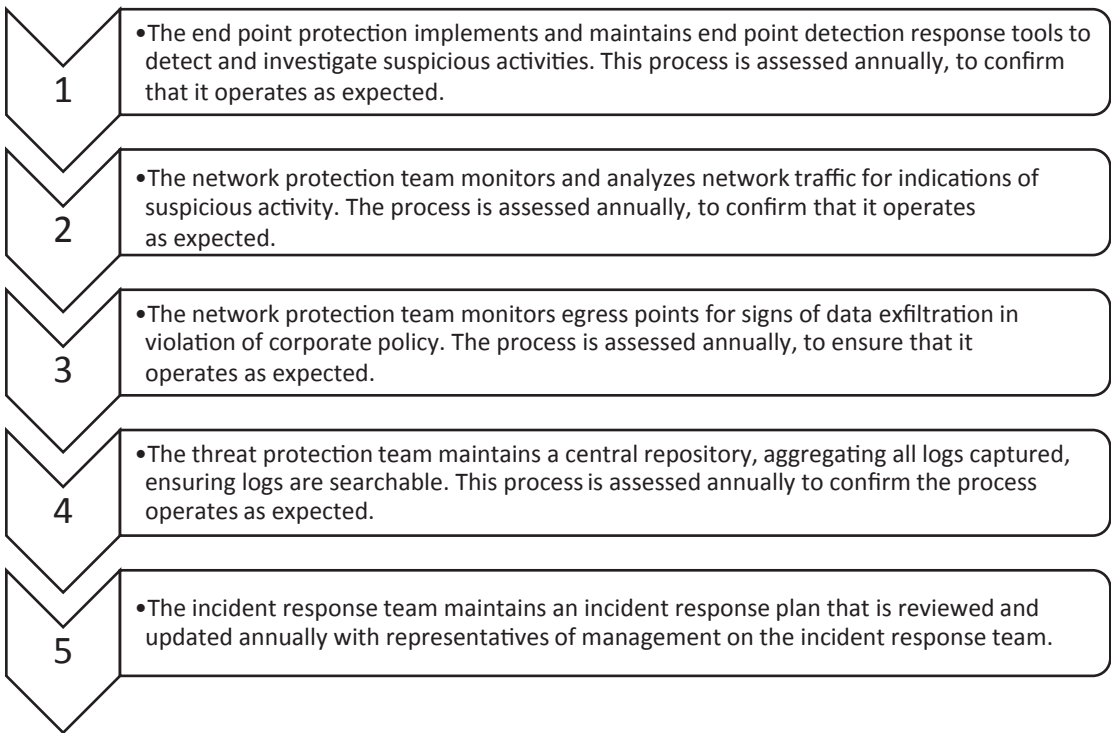 1
•The end point protection implements and maintains end point detection response tools to
detect and investigate suspicious activities. This process is assessed annually, to confirm
that it operates as expected.
2
•The network protection team monitors and analyzes network traffic for indications of
suspicious activity. The process is assessed annually, to confirm that it operates
as expected.
3
•The network protection team monitors egress points for signs of data exfiltration in
violation of corporate policy. The process is assessed annually, to ensure that it
operates as expected.
4
•The threat protection team maintains a central repository, aggregating all logs captured,
ensuring logs are searchable. This process is assessed annually to confirm the process
operates as expected.
5
•The incident response team maintains an incident response plan that is reviewed and
updated annually with representatives of management on the incident response team.